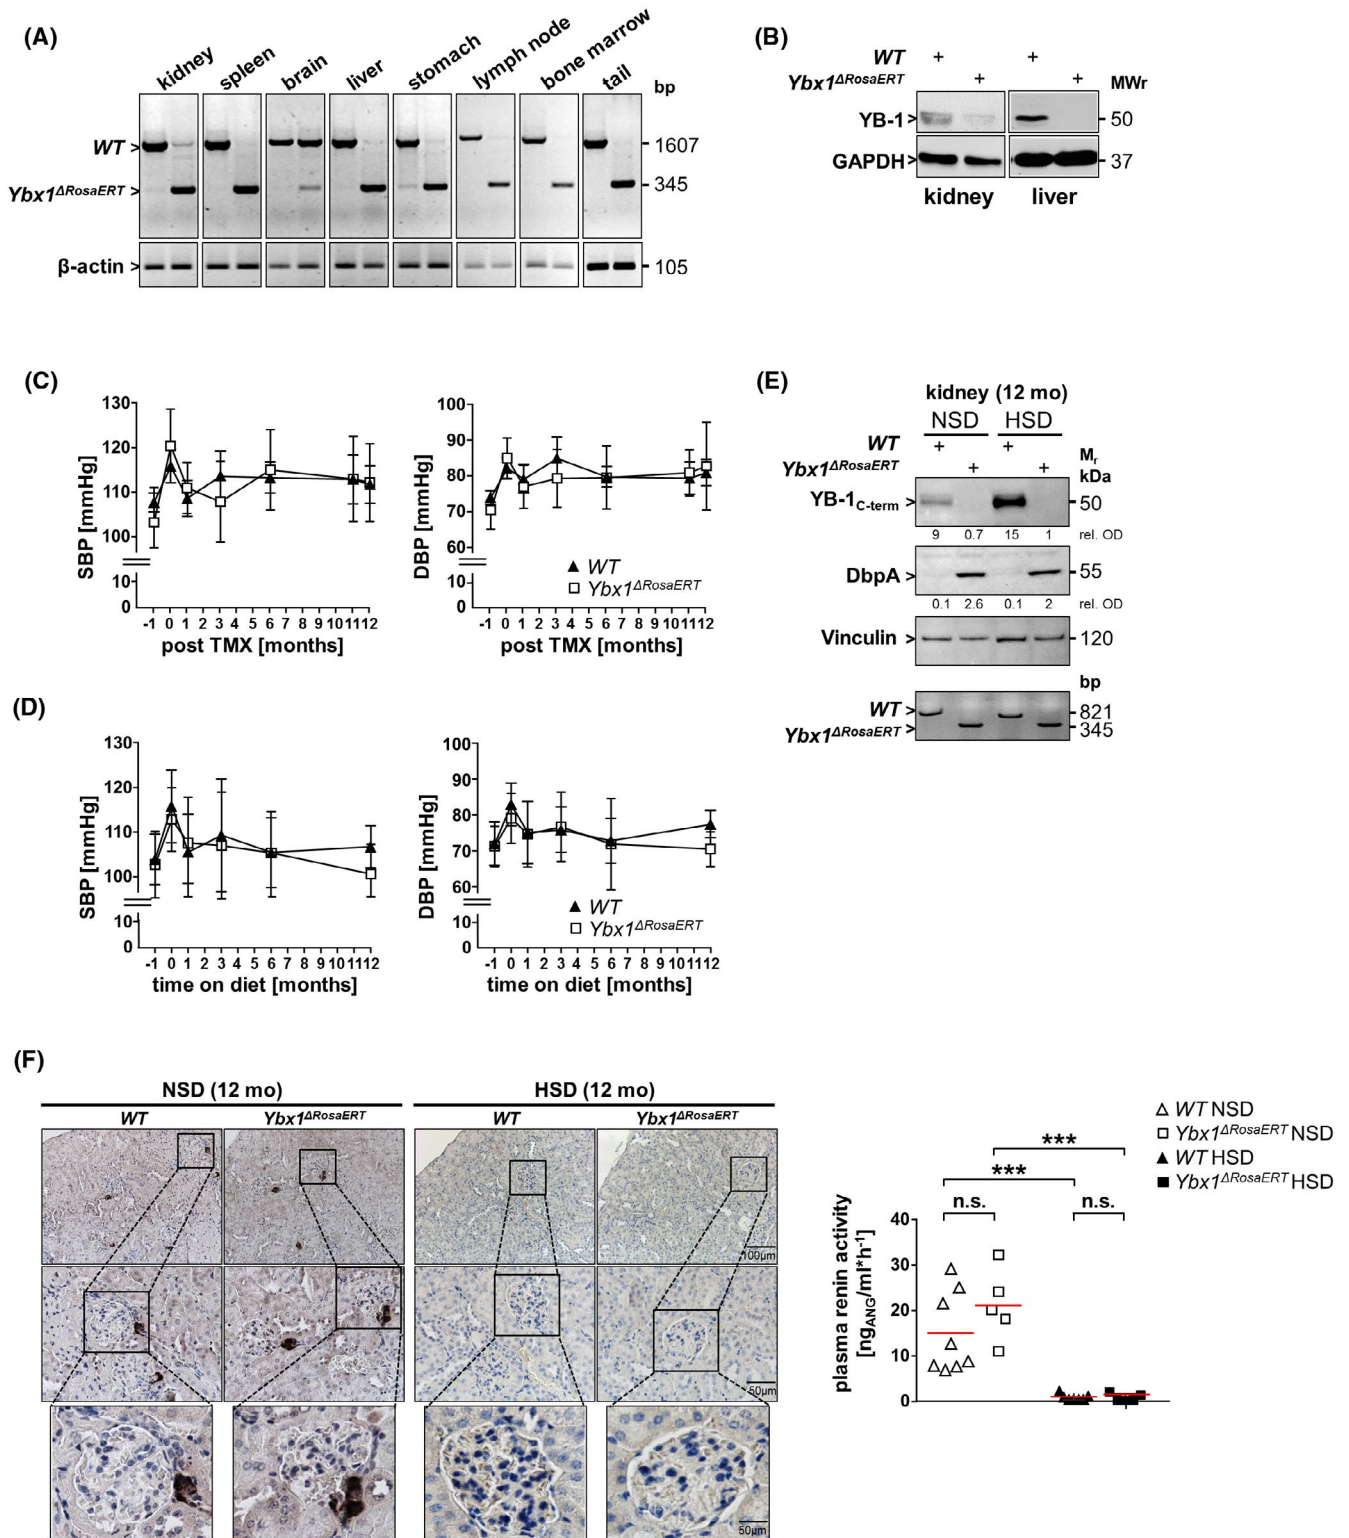 (A)
kidney spleen brain liver stomach lymph node bone marrow tail
bp
WT >
1607
Ybx1ΔRosaERT >
345
β-actin >
105
(B)
WT + +
Ybx1ΔRosaERT + + MWr
YB-1 > 50
GAPDH > 37
kidney liver
(C)
SBP [mmHg]
130
120
110
100
10
0
-1 0 1 2 3 4 5 6 7 8 9 10 11 12
post TMX [months]
DBP [mmHg]
100
90
80
70
60
10
0
WT
Ybx1ΔRosaERT
-1 0 1 2 3 4 5 6 7 8 9 10 11 12
post TMX [months]
(D)
SBP [mmHg]
130
120
110
100
10
0
-1 0 1 2 3 4 5 6 7 8 9 10 11 12
time on diet [months]
DBP [mmHg]
100
90
80
70
60
10
0
WT
Ybx1ΔRosaERT
-1 0 1 2 3 4 5 6 7 8 9 10 11 12
time on diet [months]
(E)
kidney (12 mo)
NSD HSD
WT + +
Ybx1ΔRosaERT + +
Mr
kDa
YB-1C-term > 50
9 0.7 15 1 rel. OD
DbpA > 55
0.1 2.6 0.1 2 rel. OD
Vinculin > 120
bp
WT > 821
Ybx1ΔRosaERT > 345
(F)
NSD (12 mo) HSD (12 mo)
WT Ybx1ΔRosaERT WT Ybx1ΔRosaERT
100µm
50µm
50µm
WT NSD
Ybx1ΔRosaERT NSD
WT HSD
Ybx1ΔRosaERT HSD
***
***
n.s. n.s.
plasma renin activity
[ngANG/ml*h-1]
40
30
20
10
0